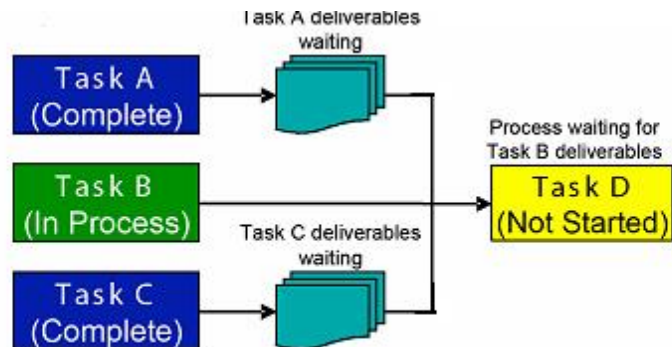 Task A deliverables
waiting
Task A
(Complete)
Process waiting for
Task B deliverables
Task B
(In Process)
Task D
(Not Started)
Task C deliverables
waiting
Task C
(Complete)